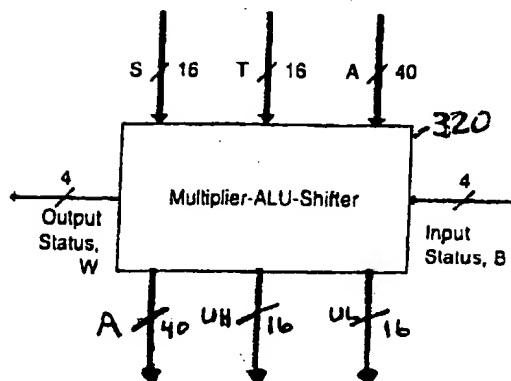 S 16 T 16 A 40
320
4 Multiplier-ALU-Shifter 4
Output Status, W
Input Status, B
A 40 UH 16 UL 16